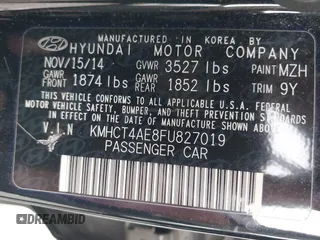 MANUFACTURED IN KOREA BY
HYUNDAI MOTOR COMPANY
NOV/15/14 GVWR 3527 lbs PAINT MZH
GAWR FRONT 1874 lbs GAWR REAR 1852 lbs TRIM 9Y
THIS VEHICLE CONFORMS TO ALL APPLICABLE U.S. FEDERAL
MOTOR VEHICLE SAFETY, BUMPER, AND THEFT PREVENTION
STANDARDS IN EFFECT ON THE DATE OF MANUFACTURE SHOWN ABOVE.
V.I.N KMHCT4AE8FU827019
PASSENGER CAR
DREAMBID